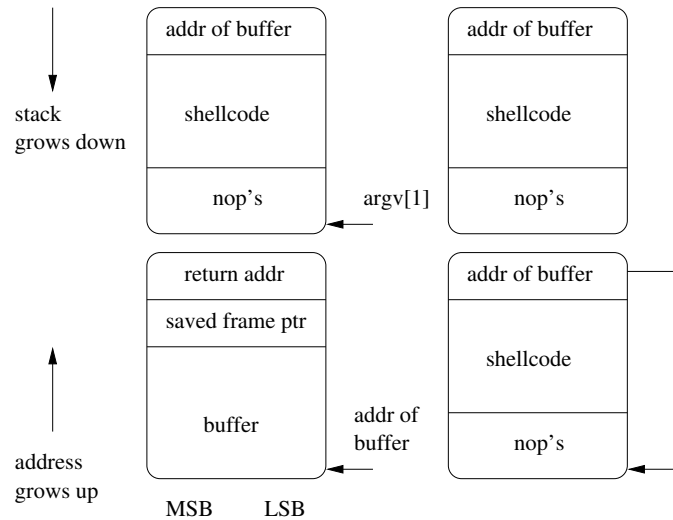 addr of buffer
addr of buffer
stack
grows down
shellcode
shellcode
nop's
argv[1]
nop's
return addr
addr of buffer
saved frame ptr
shellcode
buffer
addr of
buffer
nop's
address
grows up
MSB LSB